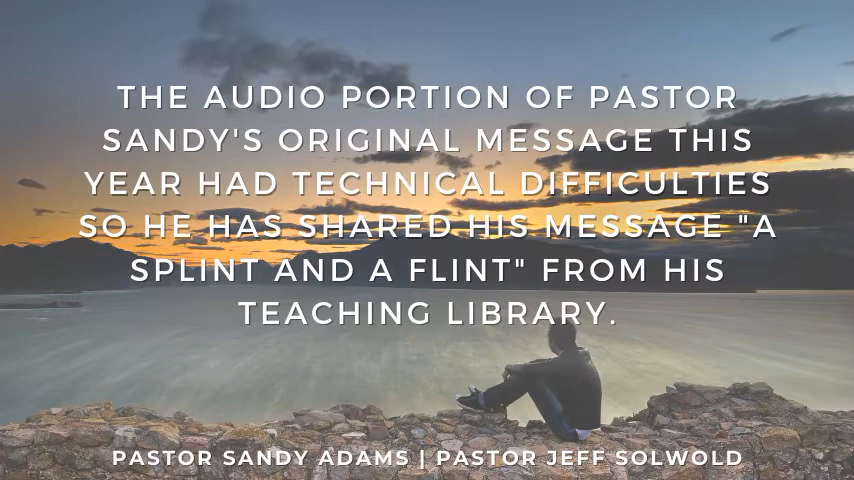 THE AUDIO PORTION OF PASTOR
SANDY'S ORIGINAL MESSAGE THIS
YEAR HAD TECHNICAL DIFFICULTIES
SO HE HAS SHARED HIS MESSAGE "A
SPLINT AND A FLINT" FROM HIS
TEACHING LIBRARY.
PASTOR SANDY ADAMS | PASTOR JEFF SOLWOLD